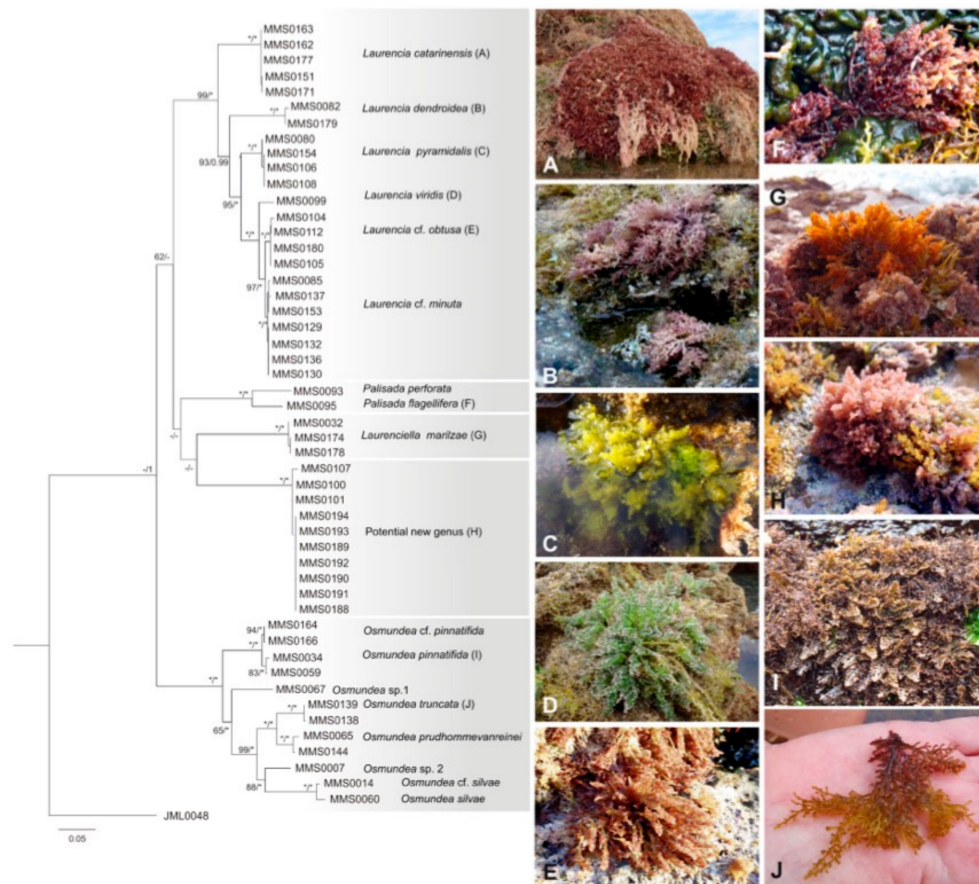 MMS0163
MMS0162
MMS0177
MMS0151
MMS0171
*/*
Laurencia catarinensis (A)
99/*
MMS0082
MMS0179
*/*
Laurencia dendroidea (B)
93/0.99
MMS0080
MMS0154
MMS0106
MMS0108
*/*
Laurencia pyramidalis (C)
95/*
MMS0099
Laurencia viridis (D)
*/*
MMS0104
MMS0112
MMS0180
MMS0105
Laurencia cf. obtusa (E)
97/*
MMS0085
MMS0137
MMS0153
MMS0129
MMS0132
MMS0136
MMS0130
*/*
Laurencia cf. minuta
62/-
MMS0093
Palisada perforata
*/*
MMS0095
Palisada flagellifera (F)
-/-
MMS0032
MMS0174
MMS0178
*/*
Laurenciella marilzae (G)
-/-
-/1
MMS0107
MMS0100
MMS0101
MMS0194
MMS0193
MMS0189
MMS0192
MMS0190
MMS0191
MMS0188
*/*
Potential new genus (H)
MMS0164
MMS0166
94/*
Osmundea cf. pinnatifida
*/*
MMS0034
MMS0059
83/*
Osmundea pinnatifida (I)
*/*
MMS0067 Osmundea sp.1
65/*
MMS0139
MMS0138
*/*
Osmundea truncata (J)
*/*
MMS0065
MMS0144
*/*
Osmundea prudhommevanreinei
99/*
MMS0007 Osmundea sp. 2
88/*
MMS0014 Osmundea cf. silvae
*/*
MMS0060 Osmundea silvae
JML0048
0.05
A
B
C
D
E
F
G
H
I
J